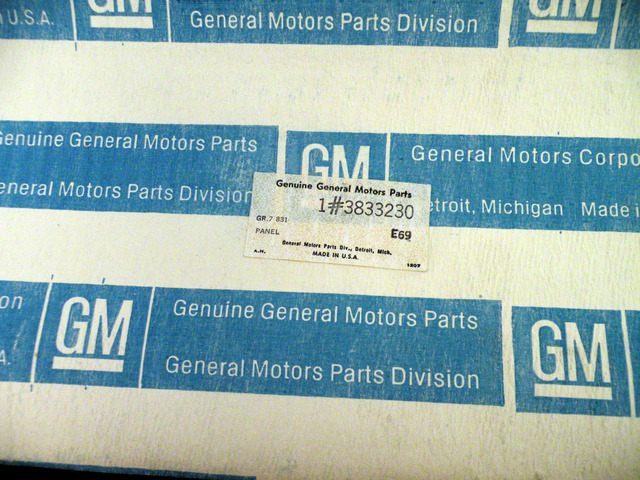 U.S.A.
GM
General Motors Parts Division
GM
Genuine General Motors Parts
General Motors Parts Division
GM
General Motors Corpo
etroit, Michigan Made i
Genuine General Motors Parts
1#3833230
GR.7 831
PANEL
E69
General Motors Parts Div., Detroit, Mich.
A.H.
MADE IN U.S.A.
1807
on
A.
GM
Genuine General Motors Parts
General Motors Parts Division
GM